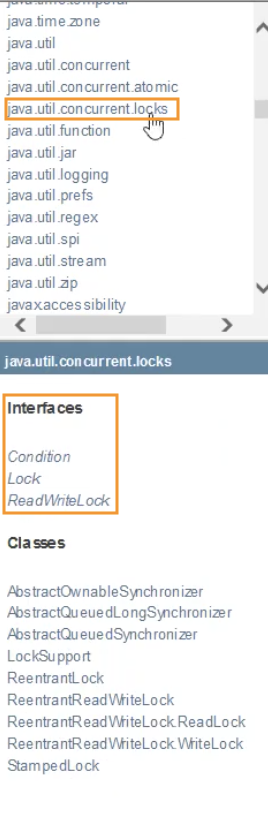 java.time.temporal
java.time.zone
java.util
java.util.concurrent
java.util.concurrent.atomic
java.util.concurrent.locks
java.util.function
java.util.jar
java.util.logging
java.util.prefs
java.util.regex
java.util.spi
java.util.stream
java.util.zip
javax.accessibility
java.util.concurrent.locks
Interfaces
Condition
Lock
ReadWriteLock
Classes
AbstractOwnableSynchronizer
AbstractQueuedLongSynchronizer
AbstractQueuedSynchronizer
LockSupport
ReentrantLock
ReentrantReadWriteLock
ReentrantReadWriteLock.ReadLock
ReentrantReadWriteLock.WriteLock
StampedLock